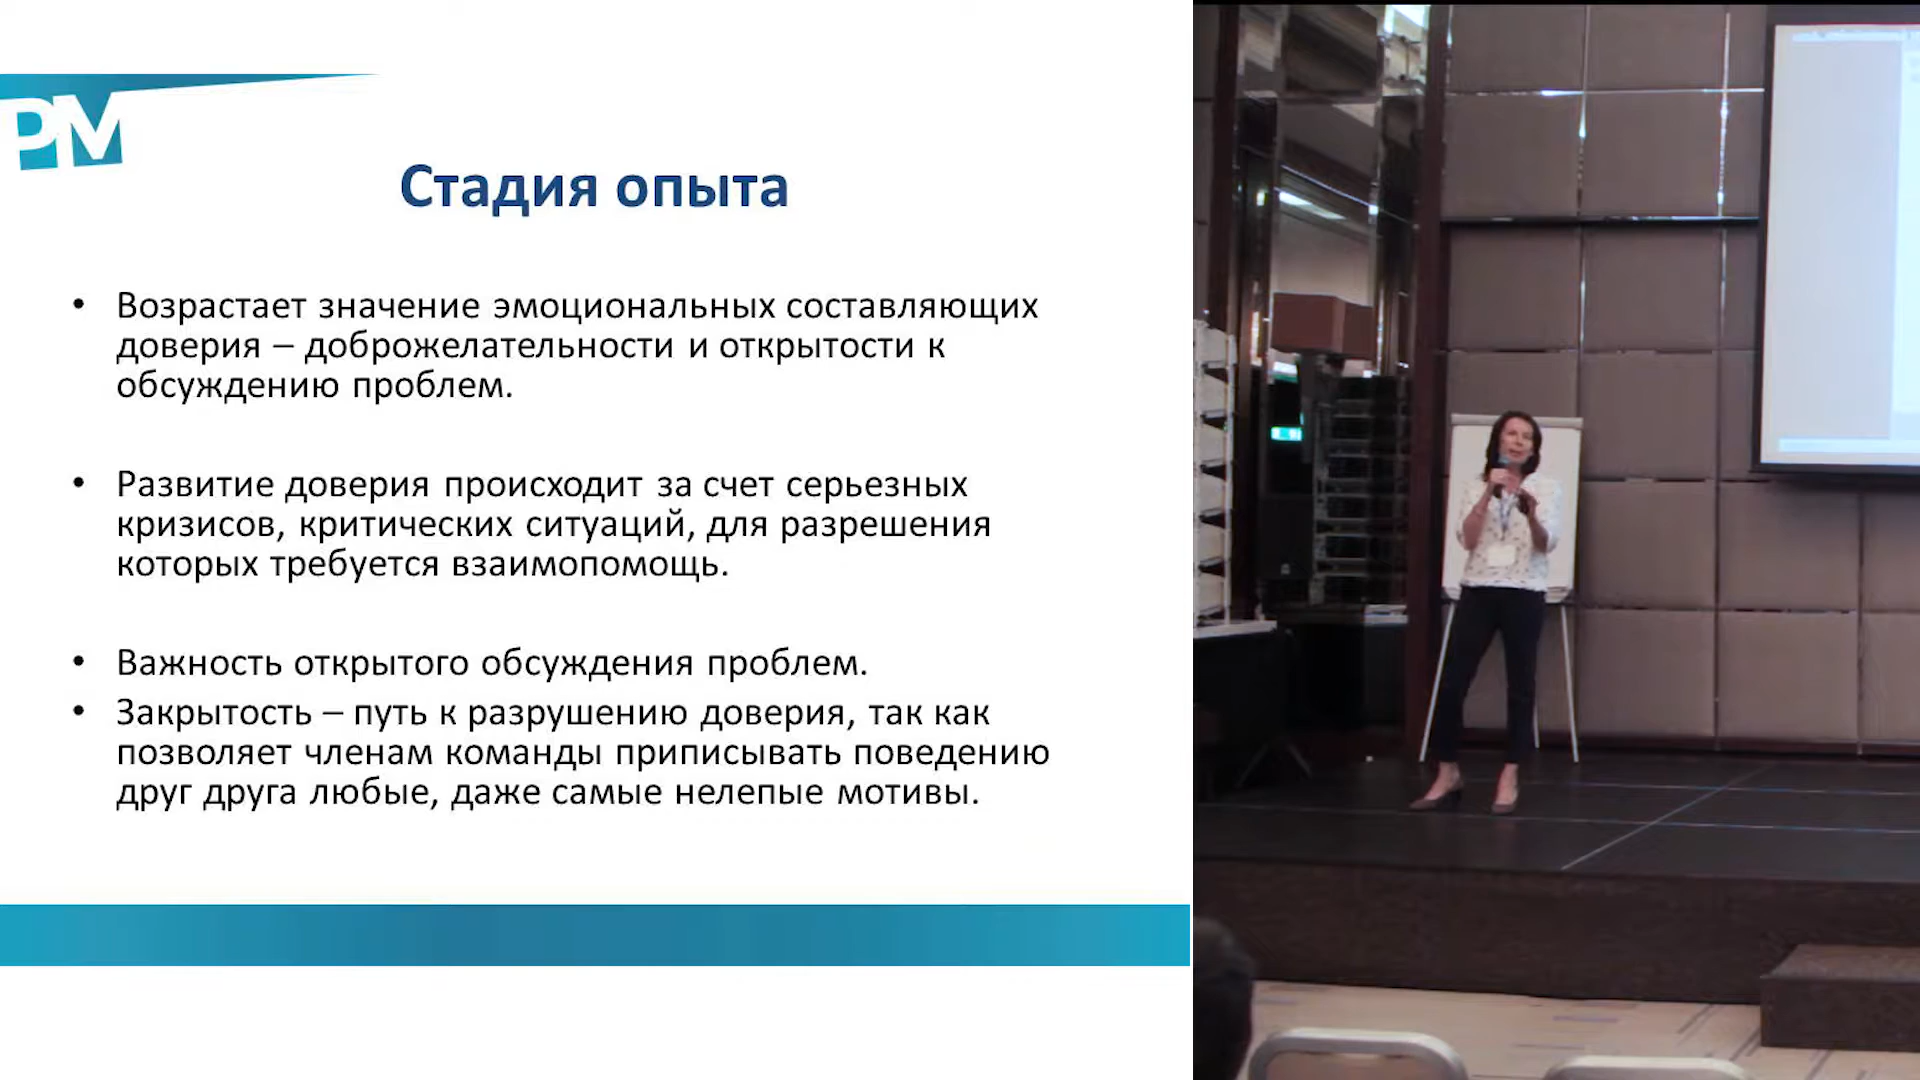 PM
Стадия опыта
• Возрастает значение эмоциональных составляющих
доверия – доброжелательности и открытости к
обсуждению проблем.
• Развитие доверия происходит за счет серьезных
кризисов, критических ситуаций, для разрешения
которых требуется взаимопомощь.
• Важность открытого обсуждения проблем.
• Закрытость – путь к разрушению доверия, так как
позволяет членам команды приписывать поведению
друг друга любые, даже самые нелепые мотивы.